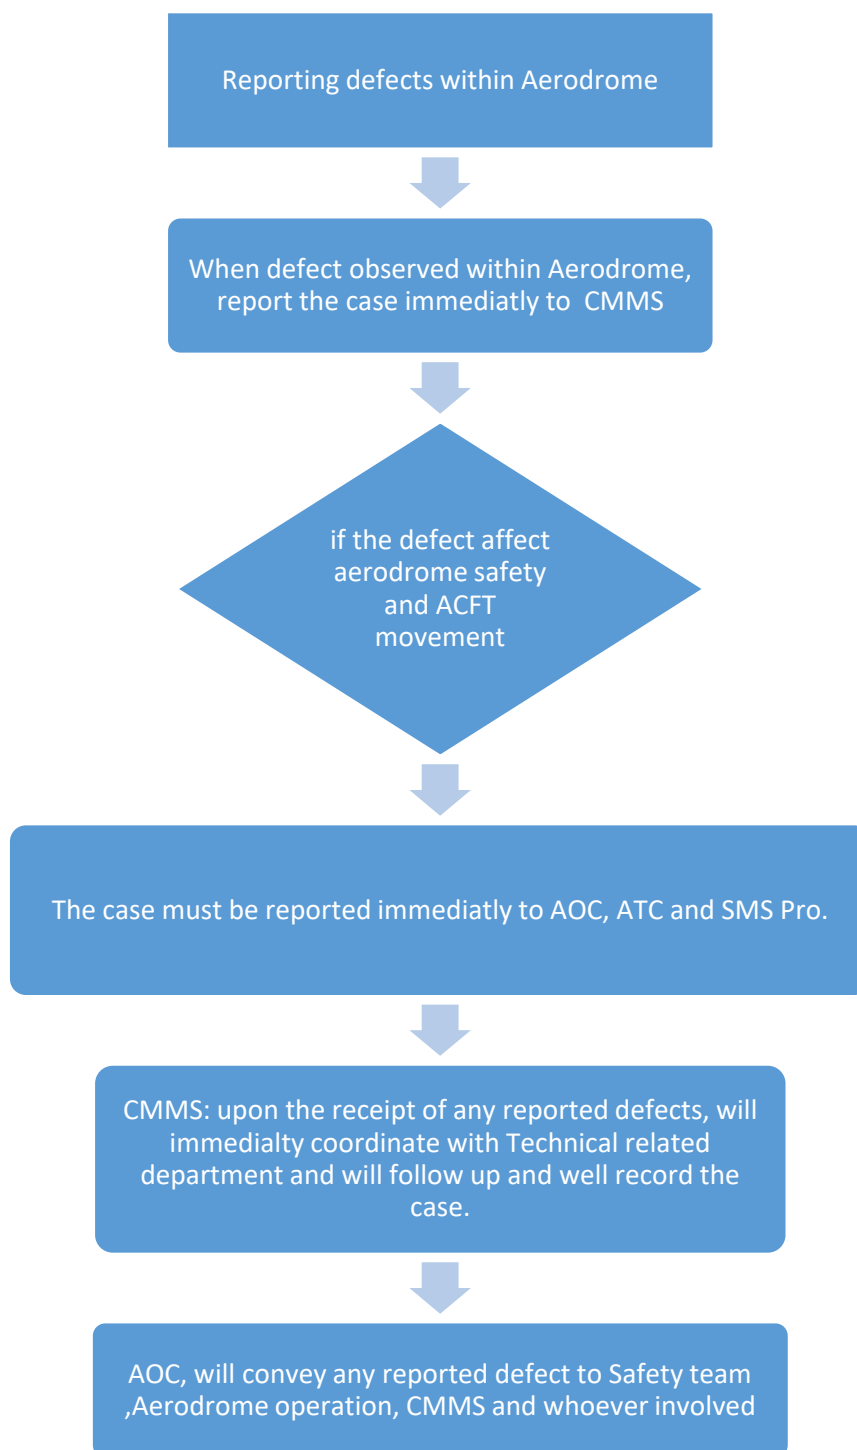 Reporting defects within Aerodrome
When defect observed within Aerodrome,
report the case immediatly to CMMS
if the defect affect
aerodrome safety
and ACFT
movement
The case must be reported immediatly to AOC, ATC and SMS Pro.
CMMS: upon the receipt of any reported defects, will
immedialty coordinate with Technical related
department and will follow up and well record the
case.
AOC, will convey any reported defect to Safety team
,Aerodrome operation, CMMS and whoever involved